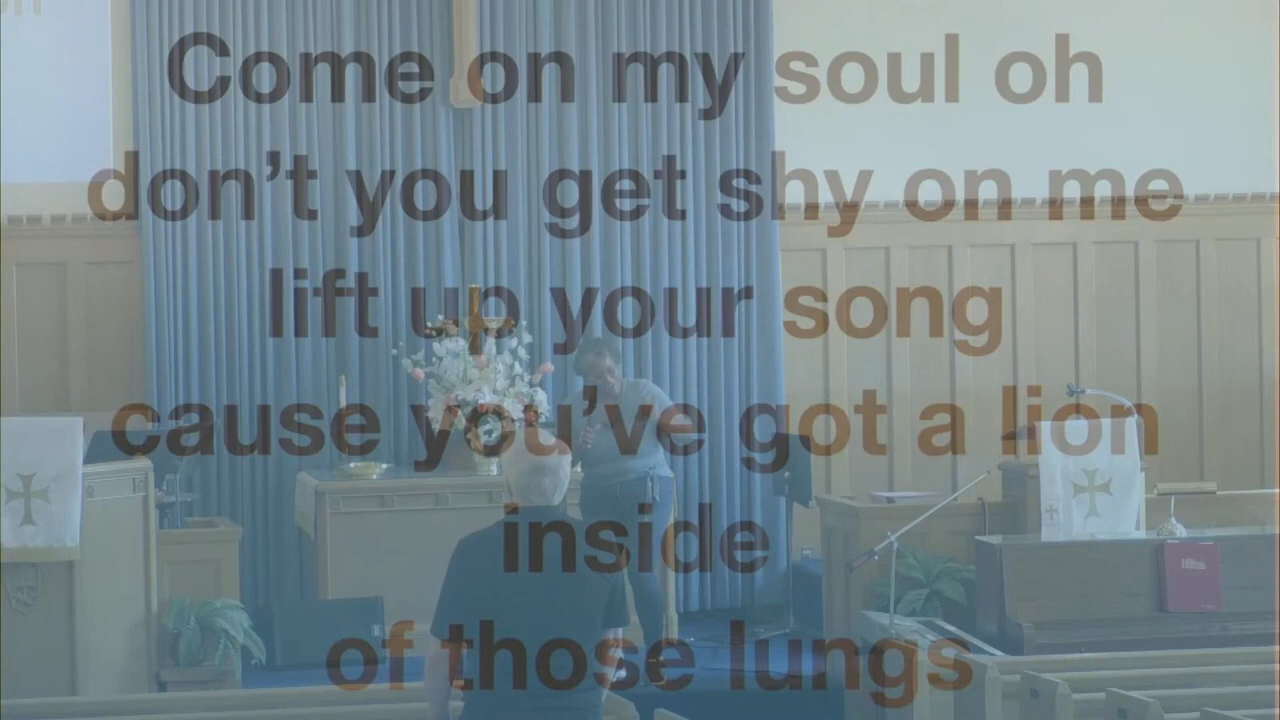 Come on my soul oh
don't you get shy on me
lift up your song
cause you've got a lion
inside
of those lungs